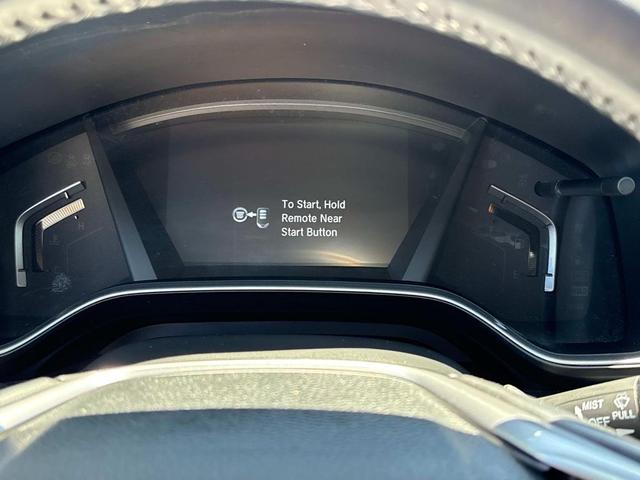 To Start, Hold
Remote Near
Start Button
MIST
OFF
PULL